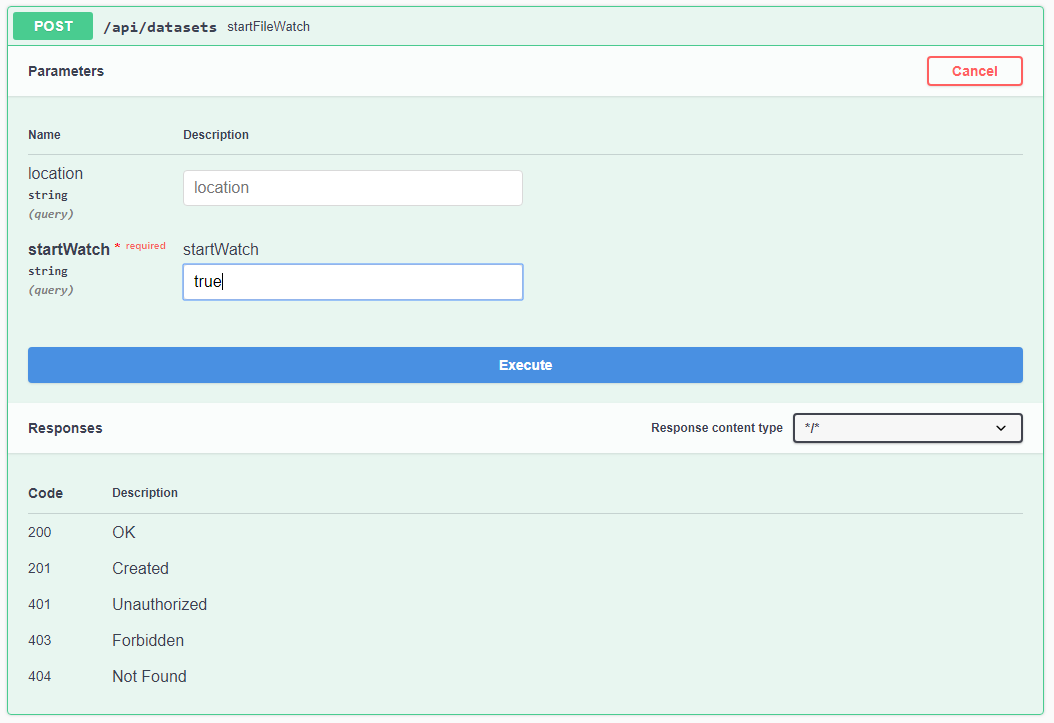 POST /api/datasets startFileWatch
Parameters Cancel
Name Description
location location
string
(query)
startWatch * required startWatch
string true
(query)
Execute
Responses Response content type */*
Code Description
200 OK
201 Created
401 Unauthorized
403 Forbidden
404 Not Found